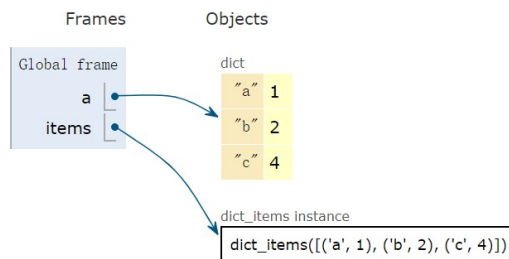 Frames Objects
Global frame
a
items
dict
"a" 1
"b" 2
"c" 4
dict_items instance
dict_items([('a', 1), ('b', 2), ('c', 4)])